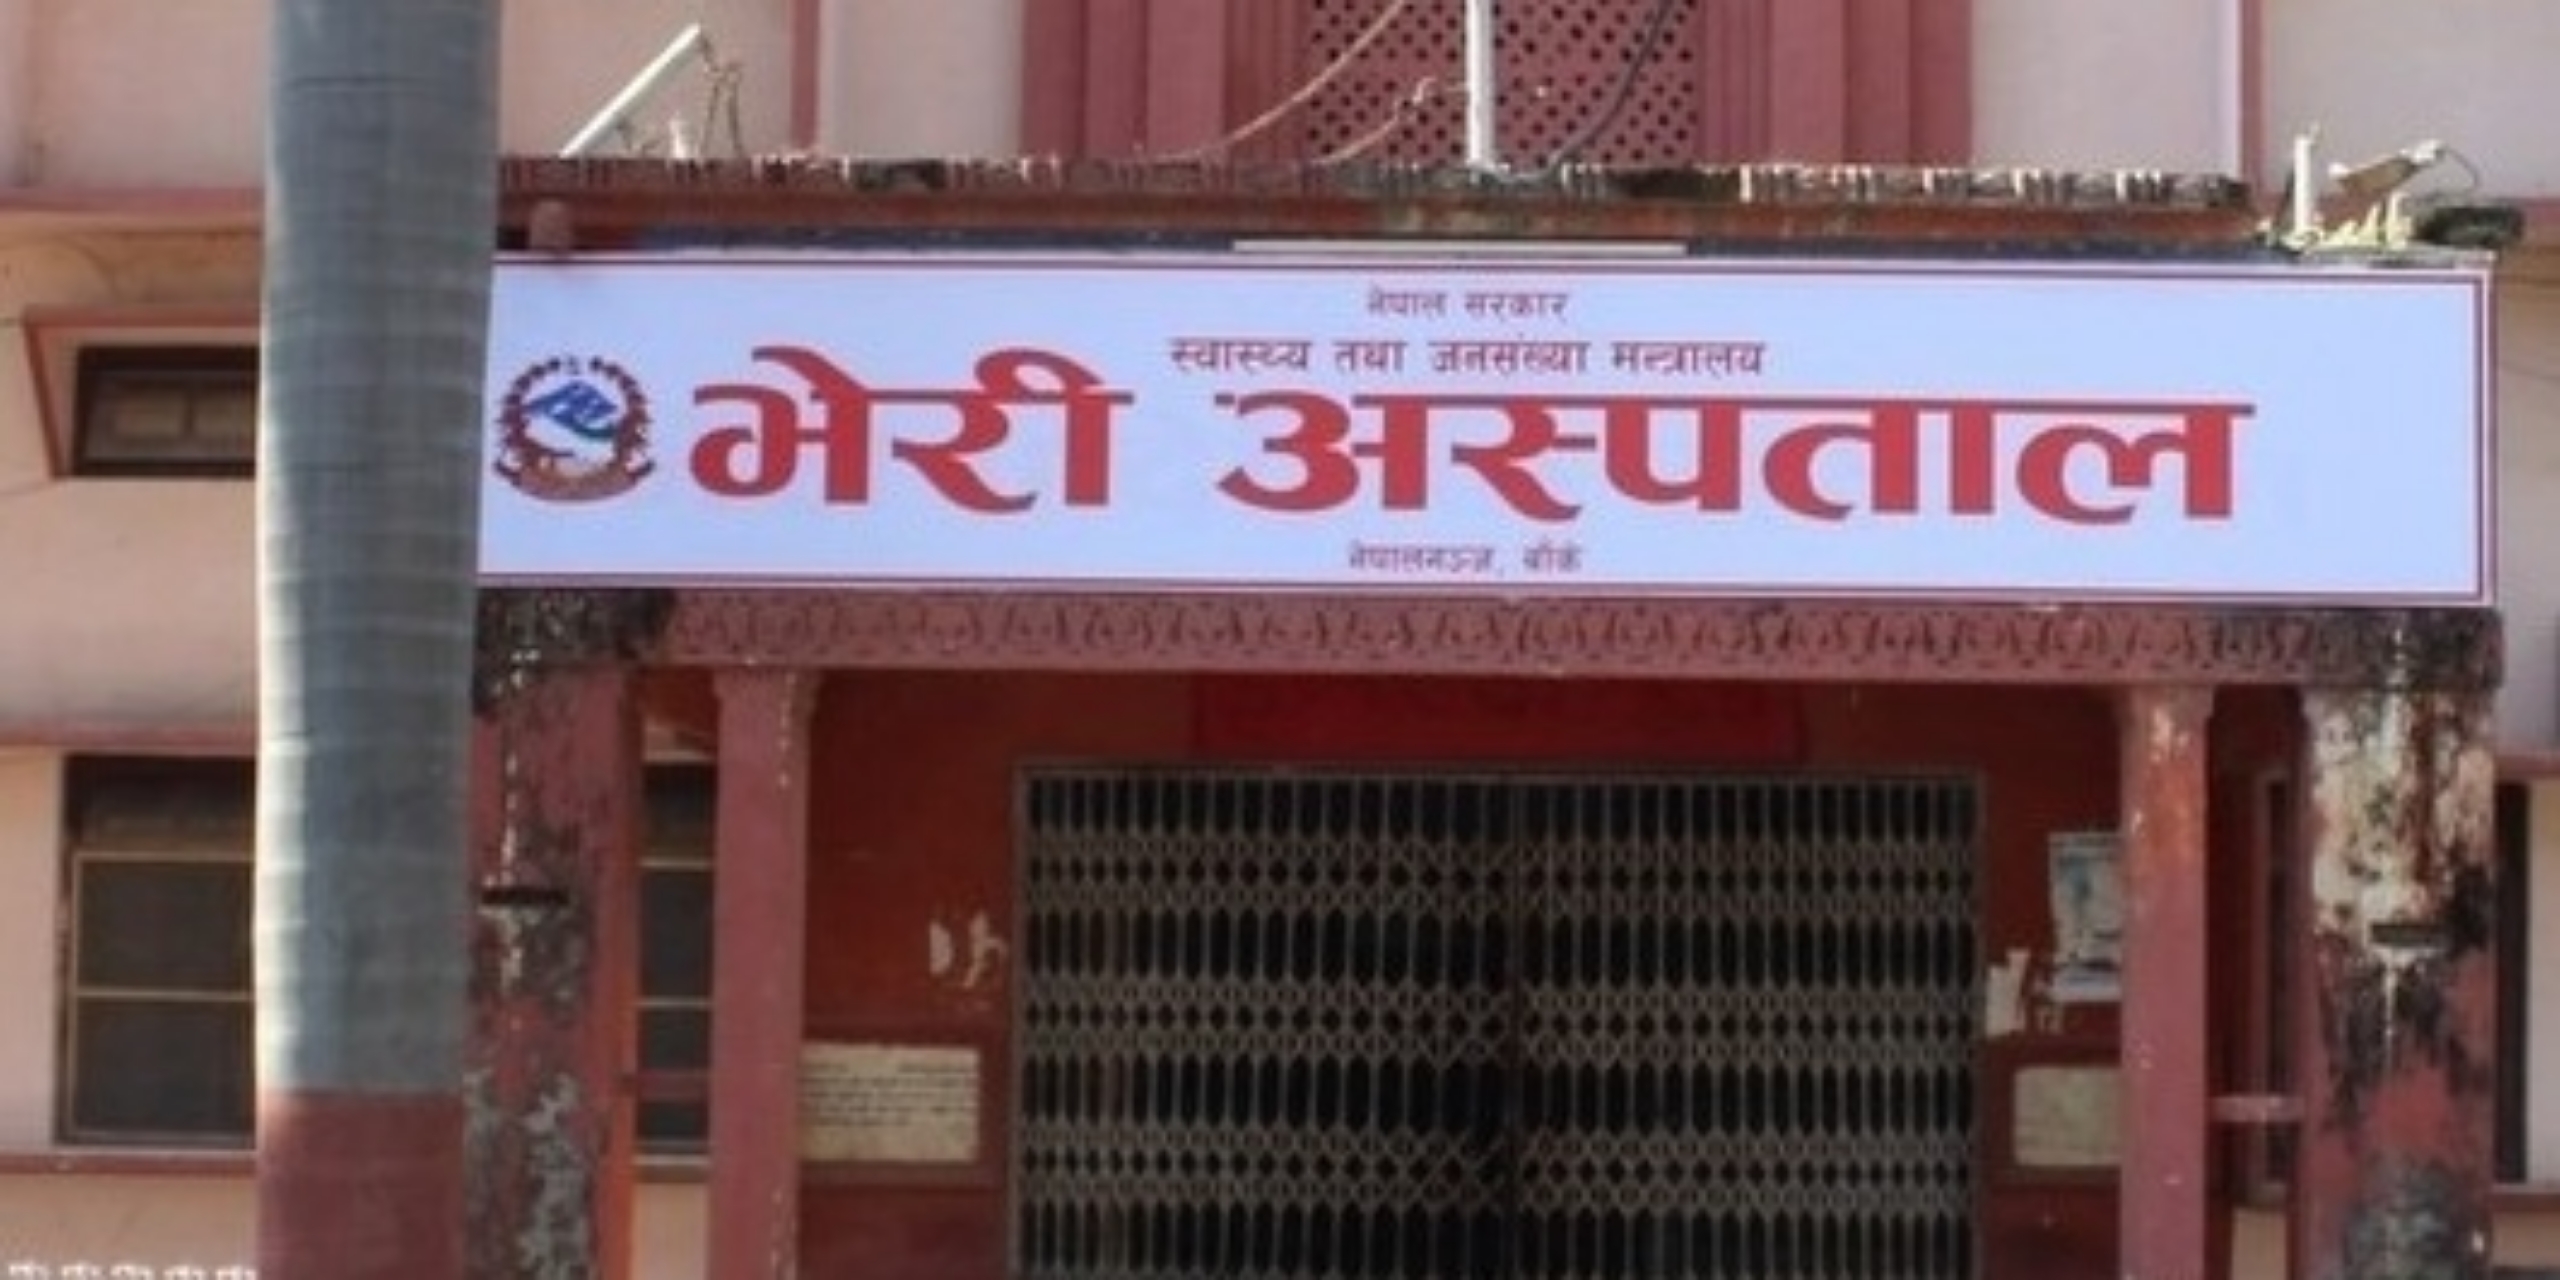 नेपाल सरकार
स्वास्थ्य तथा जनसंख्या मन्त्रालय
भेरी अस्पताल
नेपालगञ्ज, बाँके